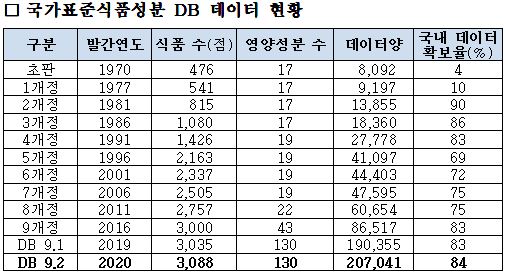 □ 국가표준식품성분 DB 데이터 현황
구분 발간연도 식품 수(점) 영양성분 수 데이터양 국내 데이터 확보율(%)
초판 1970 476 17 8,092 4
1개정 1977 541 17 9,197 10
2개정 1981 815 17 13,855 90
3개정 1986 1,080 17 18,360 86
4개정 1991 1,426 19 27,778 83
5개정 1996 2,163 19 41,097 69
6개정 2001 2,337 19 44,403 72
7개정 2006 2,505 19 47,595 75
8개정 2011 2,757 22 60,654 75
9개정 2016 3,000 43 86,517 83
DB 9.1 2019 3,035 130 190,355 83
DB 9.2 2020 3,088 130 207,041 84